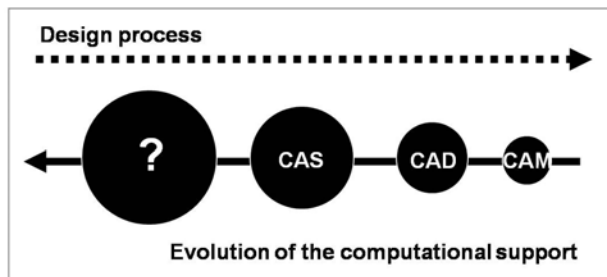 Design process
? CAS CAD CAM
Evolution of the computational support